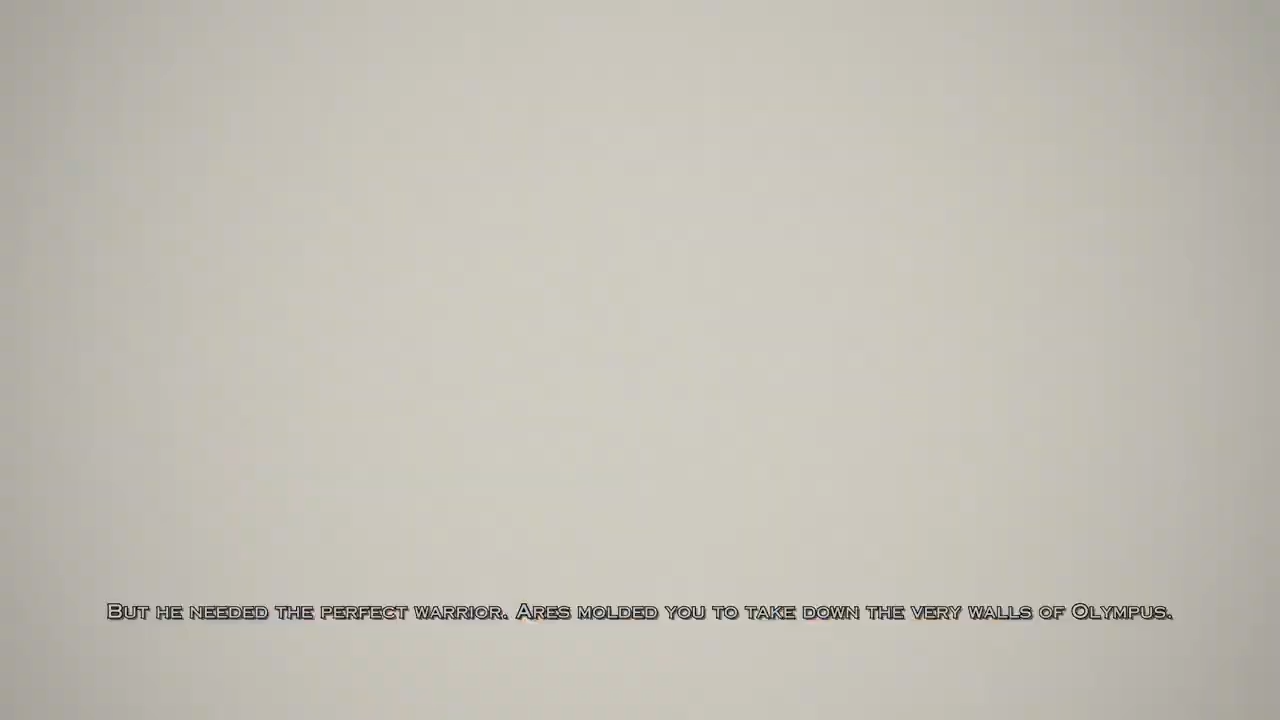 But he needed the perfect warrior. Ares molded you to take down the very walls of Olympus.